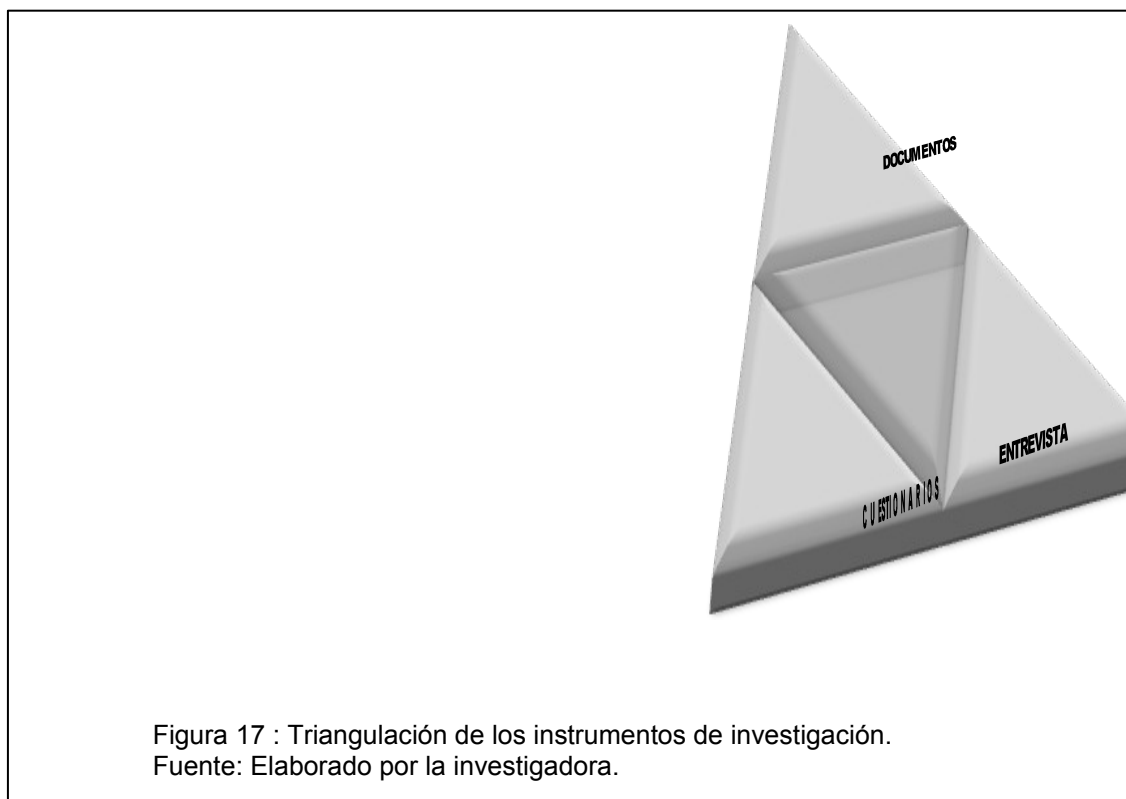 DOCUMENTOS
ENTREVISTA
CUESTIONARIOS
Figura 17 : Triangulación de los instrumentos de investigación.
Fuente: Elaborado por la investigadora.